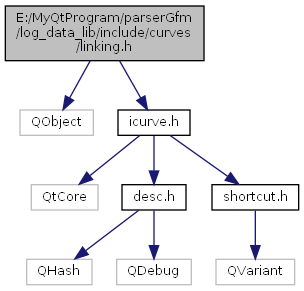 E:/MyQtProgram/parserGfm
/log_data_lib/include/curves
/linking.h
QObject
icurve.h
QtCore
desc.h
shortcut.h
QHash
QDebug
QVariant